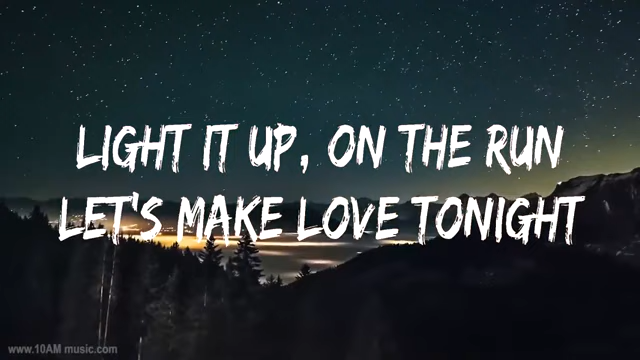 LIGHT IT UP, ON THE RUN
LET'S MAKE LOVE TONIGHT
www.10AM music.com